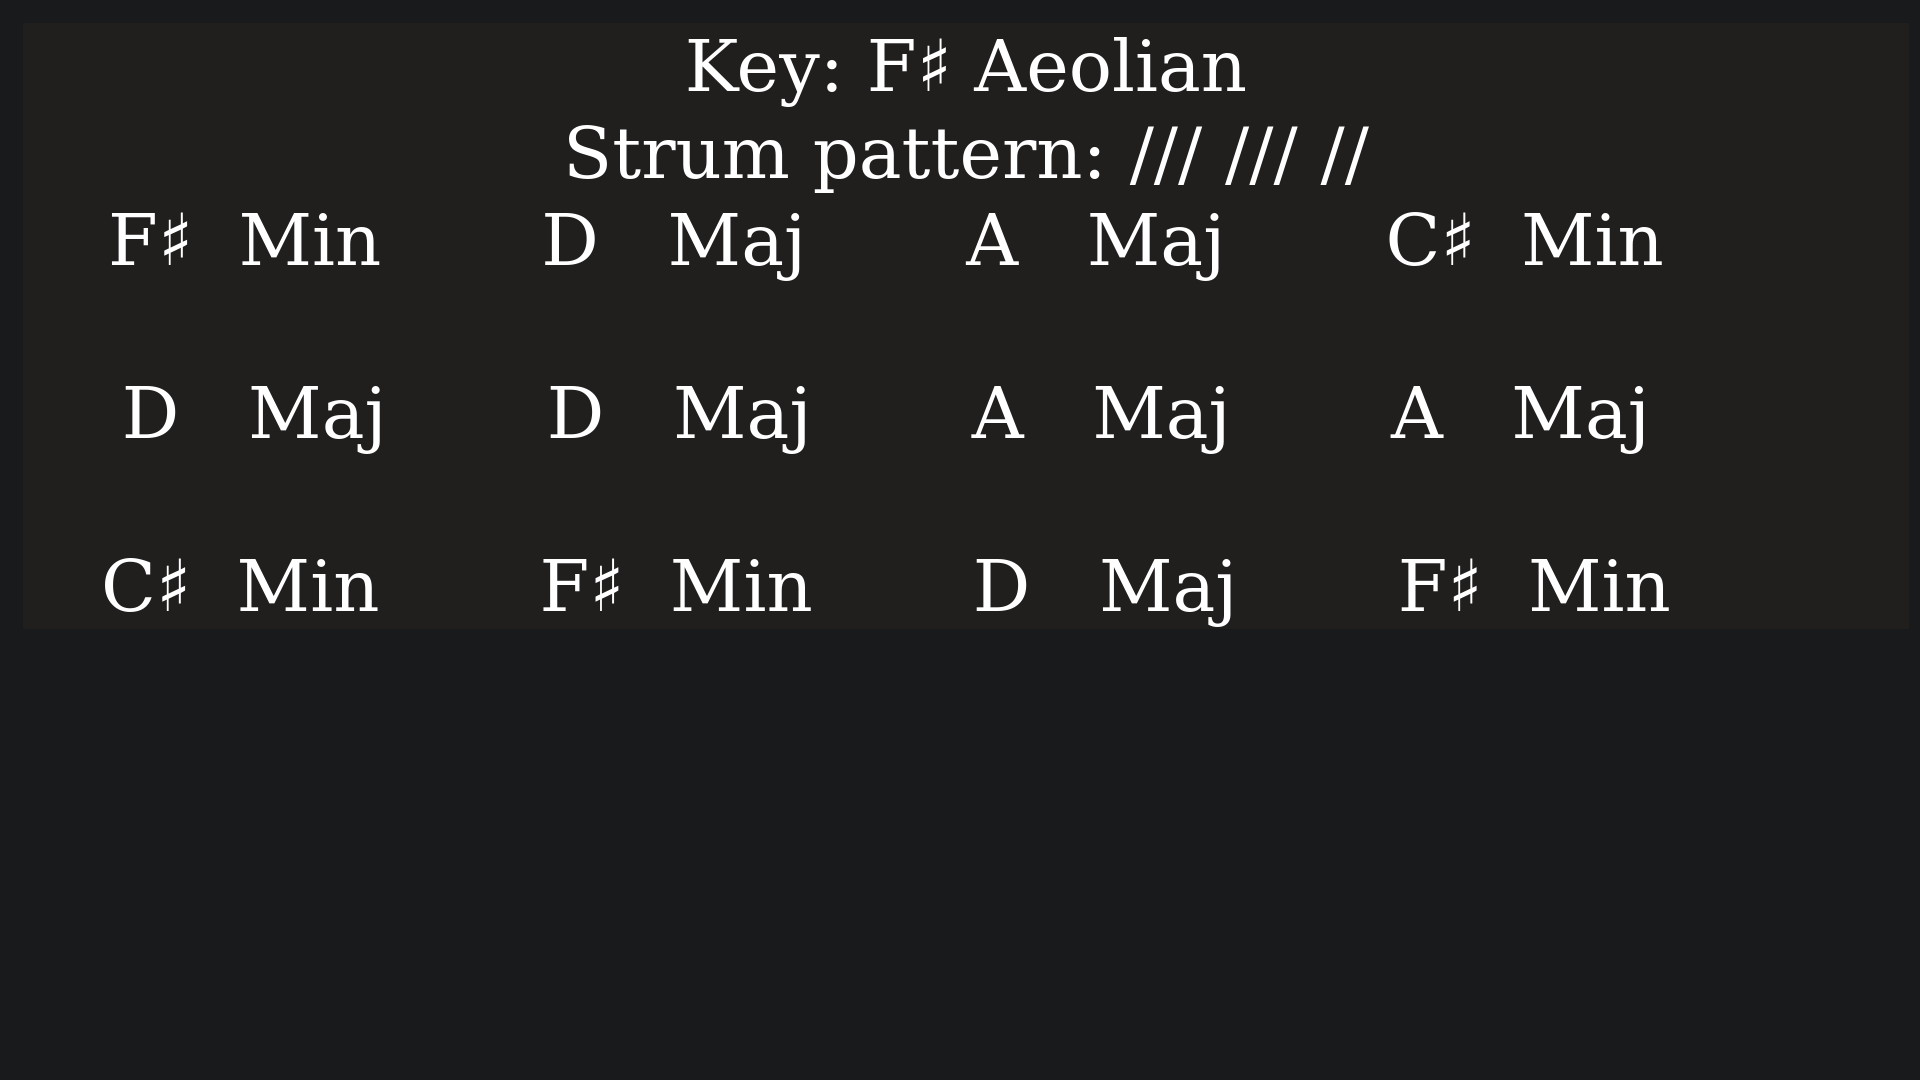 Key: F♯ Aeolian
Strum pattern: /// /// //
F♯ Min D Maj A Maj C♯ Min
D Maj D Maj A Maj A Maj
C♯ Min F♯ Min D Maj F♯ Min